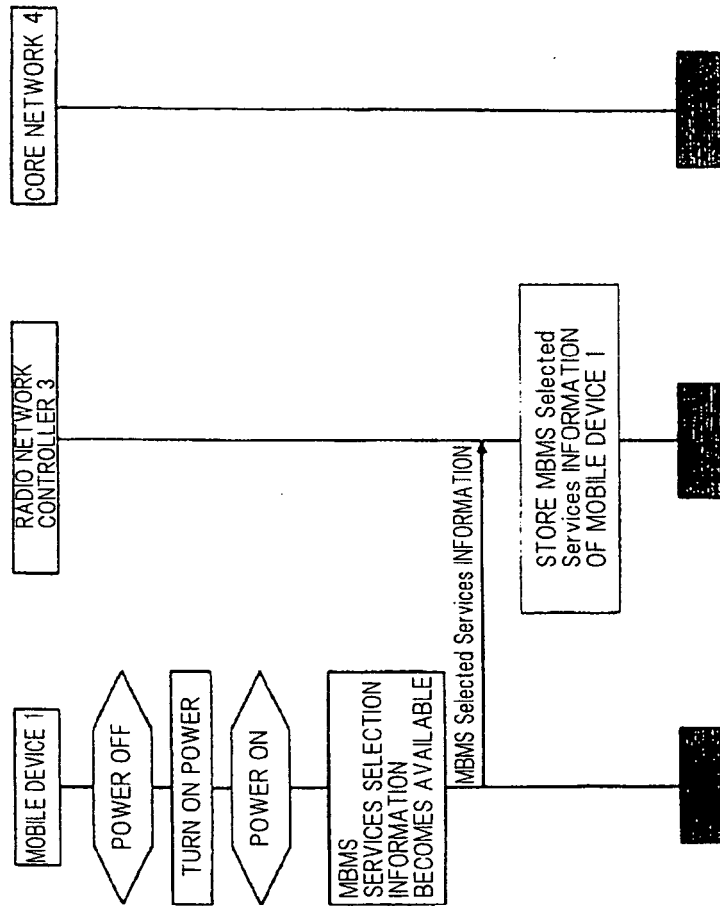 MOBILE DEVICE 1
RADIO NETWORK
CONTROLLER 3
CORE NETWORK 4
POWER OFF
TURN ON POWER
POWER ON
MBMS
SERVICES SELECTION
INFORMATION
BECOMES AVAILABLE
MBMS Selected Services INFORMATION
STORE MBMS Selected
Services INFORMATION
OF MOBILE DEVICE 1